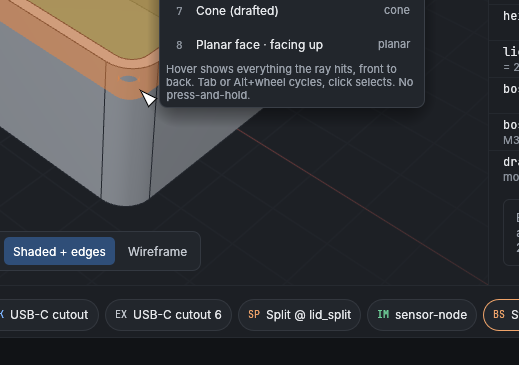 7 Cone (drafted) cone
8 Planar face · facing up planar
Hover shows everything the ray hits, front to
back. Tab or Alt+wheel cycles, click selects. No
press-and-hold.
= 2
M3
Shaded + edges Wireframe
USB-C cutout EX USB-C cutout 6 SP Split @ lid_split IM sensor-node BS